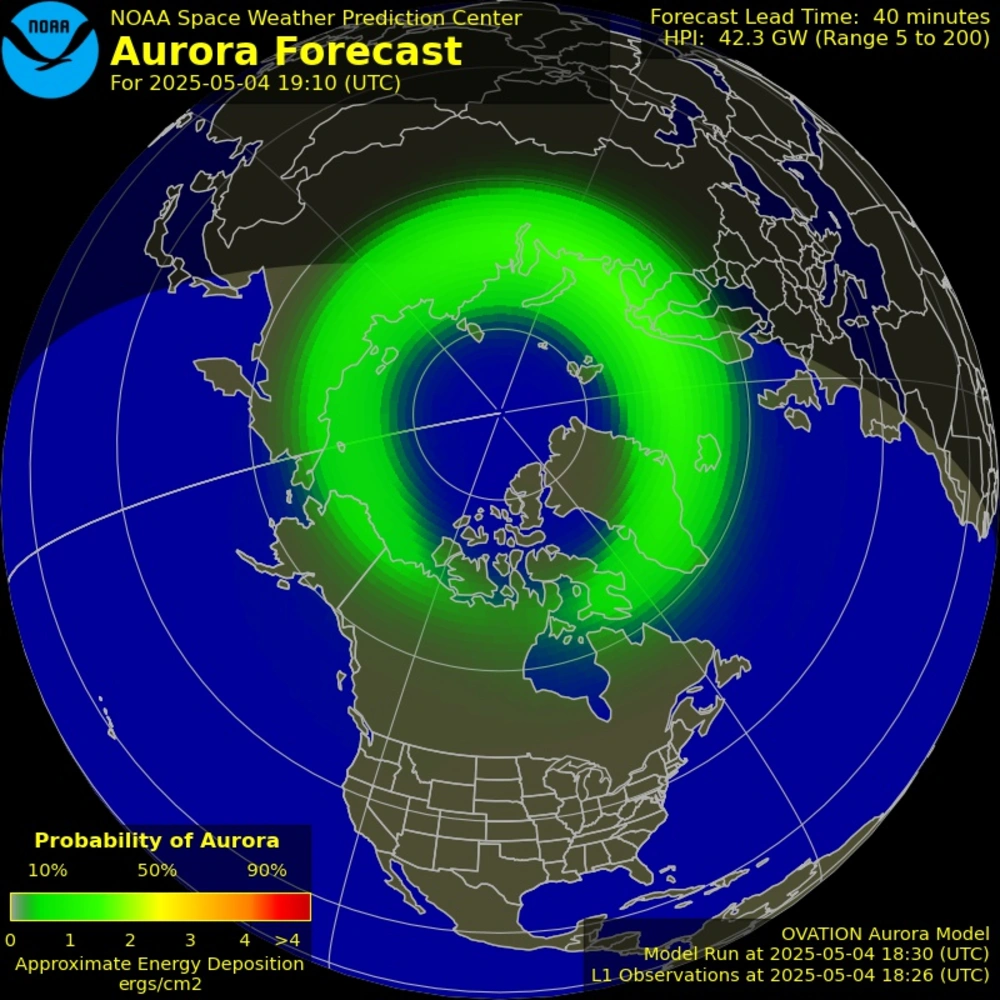 NOAA
NOAA Space Weather Prediction Center
Aurora Forecast
For 2025-05-04 19:10 (UTC)
Forecast Lead Time: 40 minutes
HPI: 42.3 GW (Range 5 to 200)
Probability of Aurora
10% 50% 90%
0 1 2 3 4 >4
Approximate Energy Deposition
ergs/cm2
OVATION Aurora Model
Model Run at 2025-05-04 18:30 (UTC)
L1 Observations at 2025-05-04 18:26 (UTC)